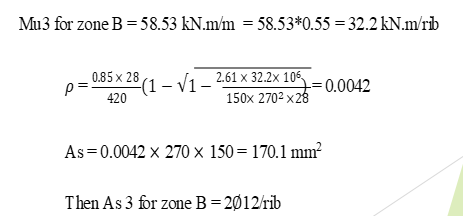 Mu3 for zone B = 58.53 kN.m/m = 58.53*0.55 = 32.2 kN.m/rib
ρ = 0.85 × 28 / 420 (1 − √1 − 2.61 × 32.2× 10⁶ / 150× 270² ×28 ) = 0.0042
As = 0.0042 × 270 × 150 = 170.1 mm²
Then As 3 for zone B = 2Ø12/rib